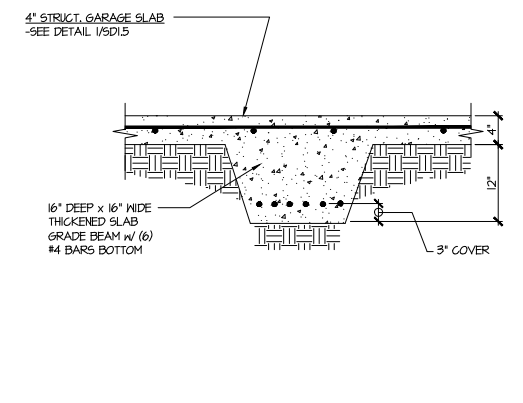 4" STRUCT. GARAGE SLAB
-SEE DETAIL 1/SD1.5
4"
12"
16" DEEP x 16" WIDE
THICKENED SLAB
GRADE BEAM w/ (6)
#4 BARS BOTTOM
3" COVER